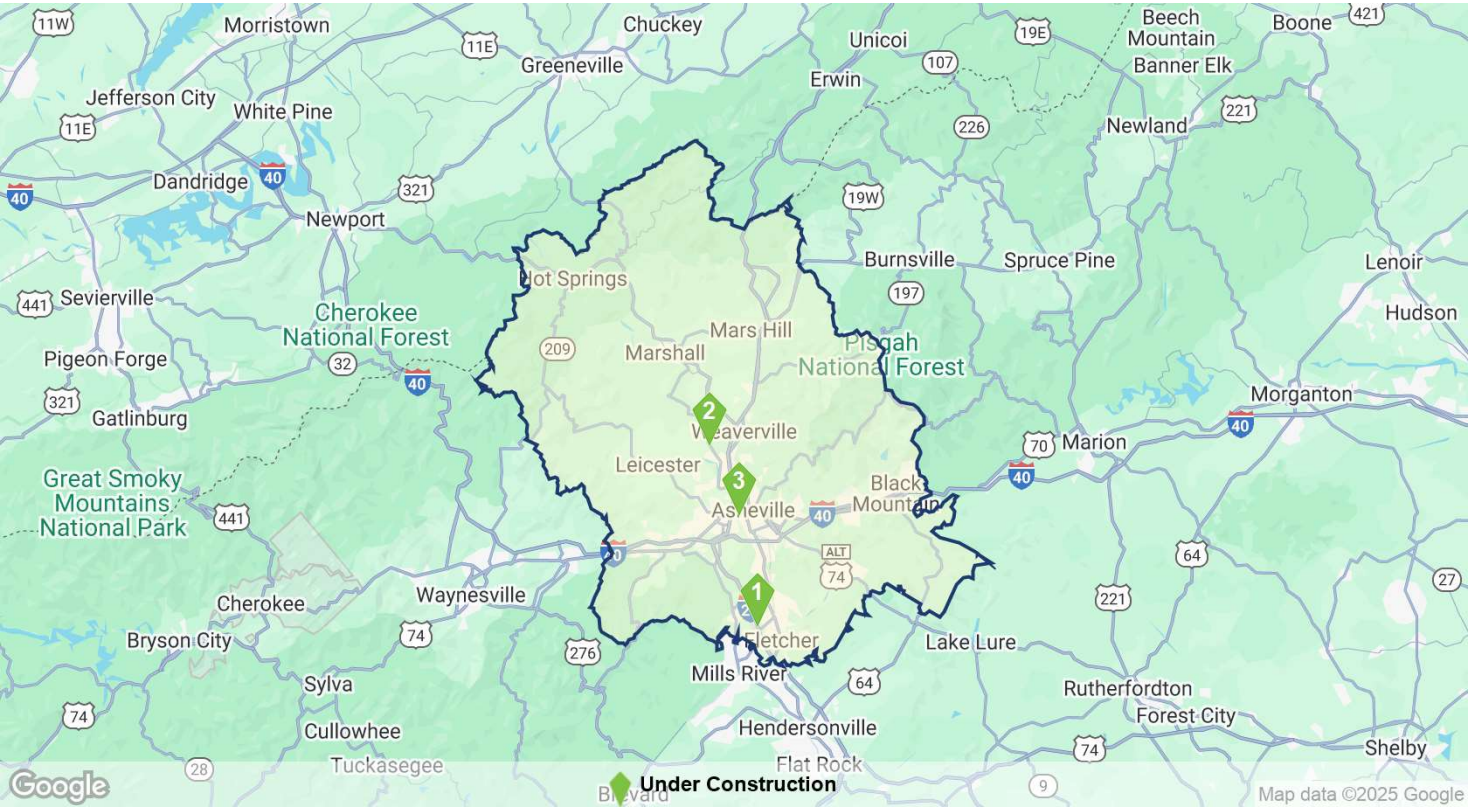 11W
Morristown
Chuckey
11E
Greeneville
Unicoi
107
Erwin
19E
Beech
Mountain
Banner Elk
Boone
421
Jefferson City
11E
White Pine
221
Newland
226
40
Dandridge
40
321
Newport
19W
Burnsville
Spruce Pine
Lenoir
197
Hudson
441
Sevierville
Cherokee
National Forest
Hot Springs
209
Marshall
Mars Hill
Pisgah
National Forest
Pigeon Forge
32
40
321
Gatlinburg
Morganton
40
2
Weaverville
70
Marion
40
Leicester
Great Smoky
Mountains
National Park
441
3
Asheville
40
Black
Mountain
40
ALT
74
64
27
1
2
Fletcher
Waynesville
Cherokee
74
Bryson City
276
221
Lake Lure
Mills River
64
Sylva
Rutherfordton
Forest City
74
Cullowhee
Hendersonville
74
Shelby
28
Tuckasegee
Flat Rock
9
Google
Brevard
Under Construction
Map data ©2025 Google